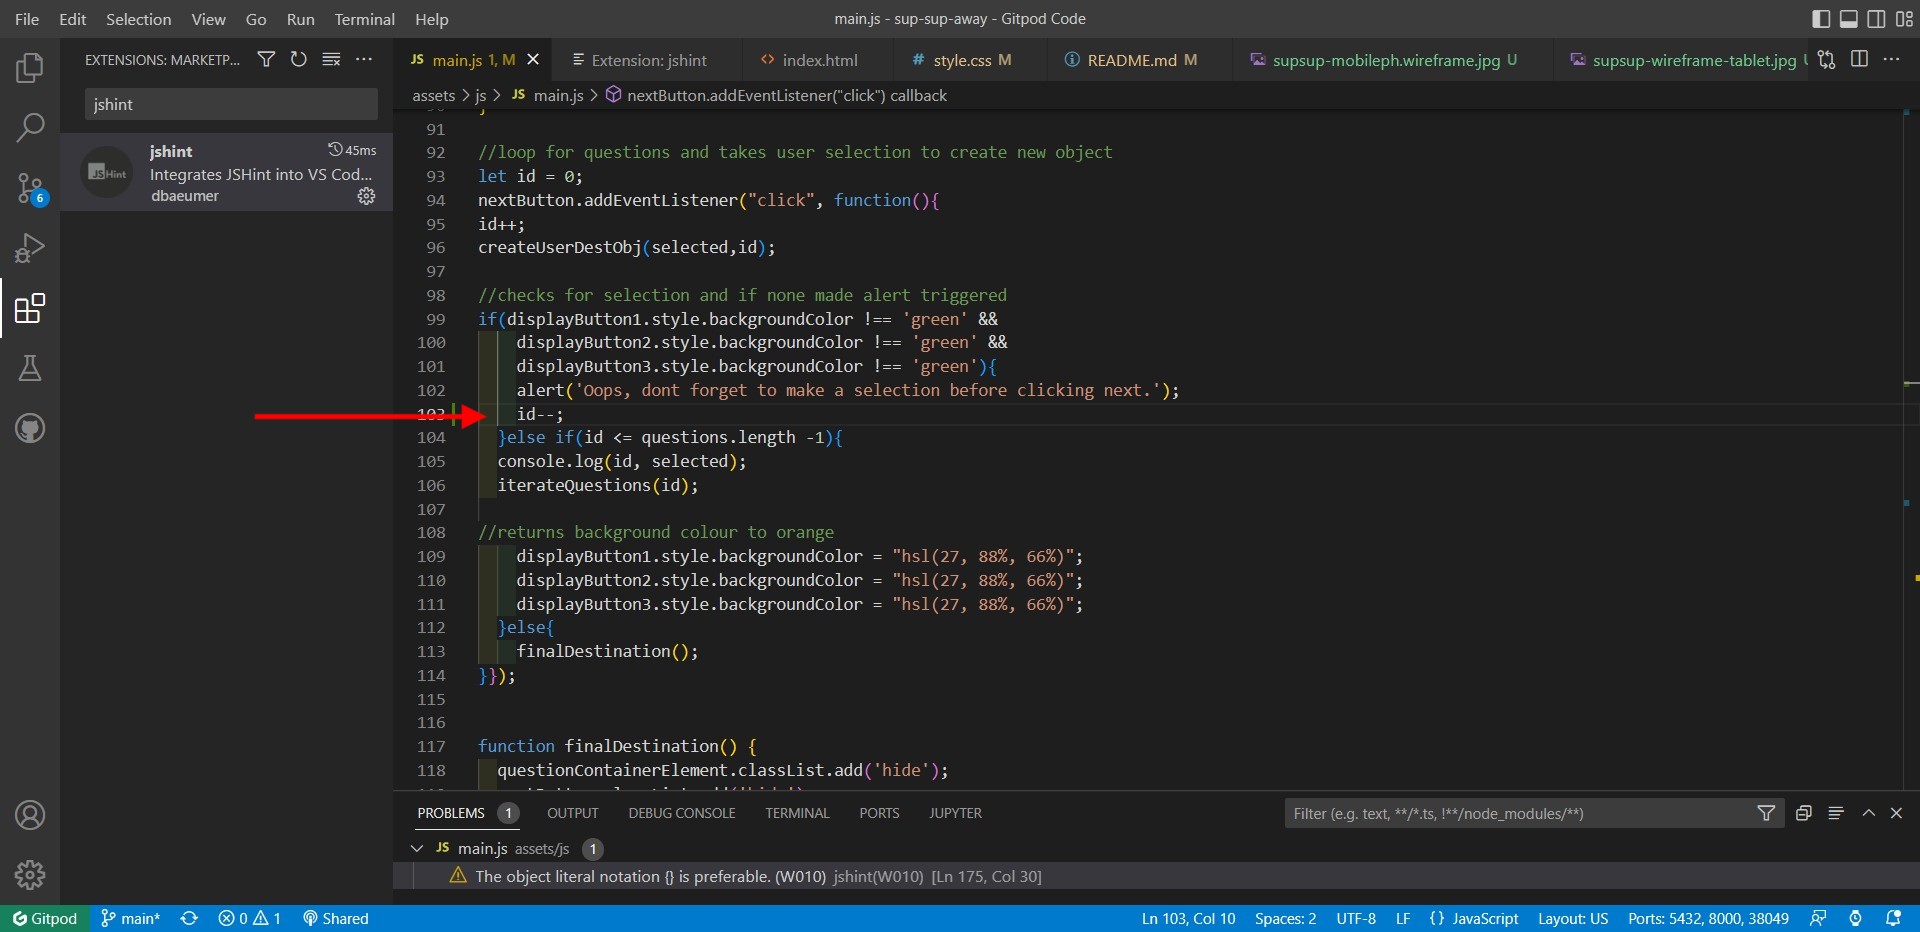 File Edit Selection View Go Run Terminal Help
main.js - sup-sup-away - Gitpod Code
EXTENSIONS: MARKETP...
jshint
JSHint
jshint 45ms
Integrates JSHint into VS Cod...
dbaeumer
6
JS main.js 1, M
Extension: jshint
<> index.html
# style.css M
README.md M
supsup-mobileph.wireframe.jpg U
supsup-wireframe-tablet.jpg U
assets > js > JS main.js > nextButton.addEventListener("click") callback
91
92 //loop for questions and takes user selection to create new object
93 let id = 0;
94 nextButton.addEventListener("click", function(){
95 id++;
96 createUserDestObj(selected,id);
97
98 //checks for selection and if none made alert triggered
99 if(displayButton1.style.backgroundColor !== 'green' &&
100 displayButton2.style.backgroundColor !== 'green' &&
101 displayButton3.style.backgroundColor !== 'green'){
102 alert('Oops, dont forget to make a selection before clicking next.');
103 id--;
104 }else if(id <= questions.length -1){
105 console.log(id, selected);
106 iterateQuestions(id);
107
108 //returns background colour to orange
109 displayButton1.style.backgroundColor = "hsl(27, 88%, 66%)";
110 displayButton2.style.backgroundColor = "hsl(27, 88%, 66%)";
111 displayButton3.style.backgroundColor = "hsl(27, 88%, 66%)";
112 }else{
113 finalDestination();
114 }});
115
116
117 function finalDestination() {
118 questionContainerElement.classList.add('hide');
PROBLEMS 1 OUTPUT DEBUG CONSOLE TERMINAL PORTS JUPYTER
Filter (e.g. text, **/*.ts, !**/node_modules/**)
JS main.js assets/js 1
The object literal notation {} is preferable. (W010) jshint(W010) [Ln 175, Col 30]
Gitpod main* 0 1 Shared
Ln 103, Col 10 Spaces: 2 UTF-8 LF {} JavaScript Layout: US Ports: 5432, 8000, 38049